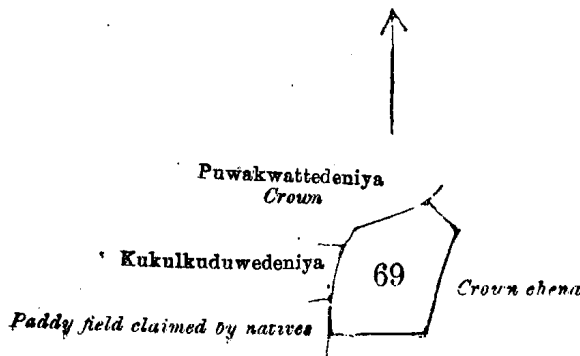 Puwakwattedeniya
Crown
Kukulkuduwedeniya
69
Crown chena
Paddy field claimed by natives